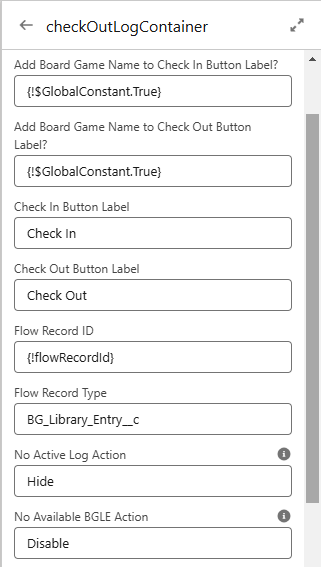 checkOutLogContainer
Add Board Game Name to Check In Button Label?
{!$GlobalConstant.True}
Add Board Game Name to Check Out Button
Label?
{!$GlobalConstant.True}
Check In Button Label
Check In
Check Out Button Label
Check Out
Flow Record ID
{!flowRecordId}
Flow Record Type
BG_Library_Entry__c
No Active Log Action
Hide
No Available BGLE Action
Disable